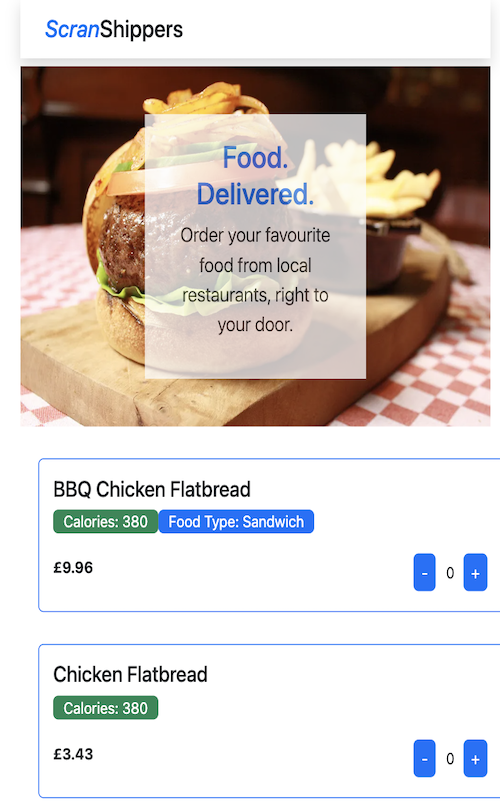 ScranShippers
Food.
Delivered.
Order your favourite
food from local
restaurants, right to
your door.
BBQ Chicken Flatbread
Calories: 380 Food Type: Sandwich
£9.96 - 0 +
Chicken Flatbread
Calories: 380
£3.43 - 0 +